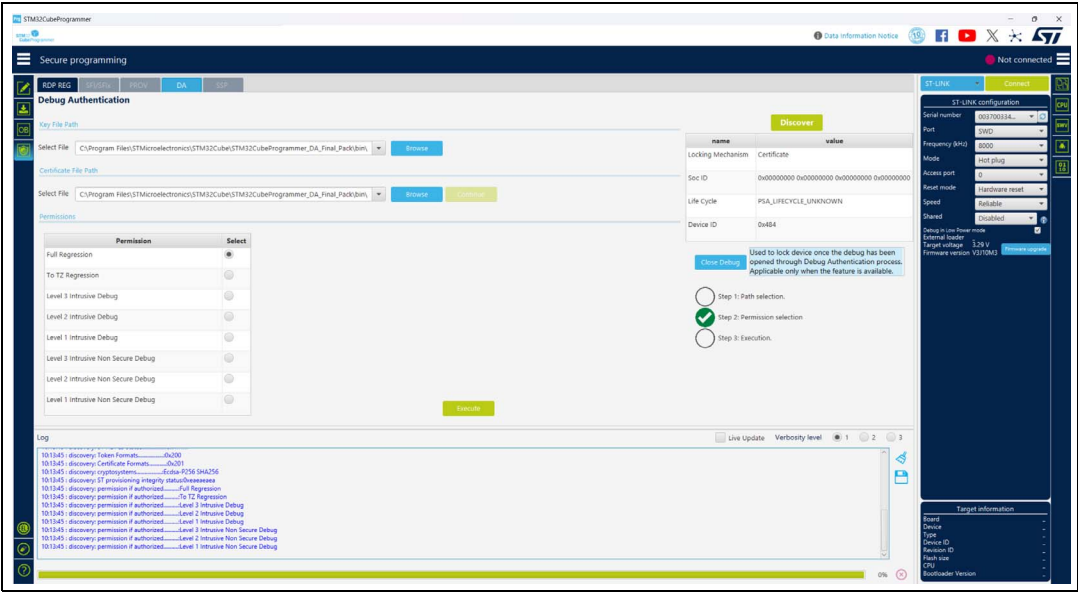 STM32CubeProgrammer
Data Information Notice
Secure programming
Not connected
RDP REG SFI/SFIx PROV DA SSP
Debug Authentication
Key File Path
Select File C:\Program Files\STMicroelectronics\STM32Cube\STM32CubeProgrammer_DA_Final_Pack\bin\ Browse
Certificate File Path
Select File C:\Program Files\STMicroelectronics\STM32Cube\STM32CubeProgrammer_DA_Final_Pack\bin\ Browse Continue
Permissions
Permission Select
Full Regression
To TZ Regression
Level 3 Intrusive Debug
Level 2 Intrusive Debug
Level 1 Intrusive Debug
Level 3 Intrusive Non Secure Debug
Level 2 Intrusive Non Secure Debug
Level 1 Intrusive Non Secure Debug
Execute
Discover
name value
Locking Mechanism Certificate
Soc ID 0x00000000 0x00000000 0x00000000 0x00000000
Life Cycle PSA_LIFECYCLE_UNKNOWN
Device ID 0x484
Close Debug
Used to lock device once the debug has been
opened through Debug Authentication process.
Applicable only when the feature is available.
Step 1: Path selection.
Step 2: Permission selection
Step 3: Execution.
Log
Live Update Verbosity level 1 2 3
10:13:45 : discovery: Token Formats..................:0x200
10:13:45 : discovery: Certificate Formats............:0x201
10:13:45 : discovery: cryptosystems..................:Ecdsa-P256 SHA256
10:13:45 : discovery: ST provisioning integrity status:0xeaeaeaea
10:13:45 : discovery: permission if authorized..........:Full Regression
10:13:45 : discovery: permission if authorized..........:To TZ Regression
10:13:45 : discovery: permission if authorized..........:Level 3 Intrusive Debug
10:13:45 : discovery: permission if authorized..........:Level 2 Intrusive Debug
10:13:45 : discovery: permission if authorized..........:Level 1 Intrusive Debug
10:13:45 : discovery: permission if authorized..........:Level 3 Intrusive Non Secure Debug
10:13:45 : discovery: permission if authorized..........:Level 2 Intrusive Non Secure Debug
10:13:45 : discovery: permission if authorized..........:Level 1 Intrusive Non Secure Debug
0%
ST-LINK Connect
ST-LINK configuration
Serial number 003700334...
Port SWD
Frequency (kHz) 8000
Mode Hot plug
Access port 0
Reset mode Hardware reset
Speed Reliable
Shared Disabled
Debug in Low Power mode
External loader -
Target voltage 3.29 V
Firmware version V3J10M3
Firmware upgrade
Target information
Board -
Device -
Type -
Device ID -
Revision ID -
Flash size -
CPU -
Bootloader Version -
OB
CPU
SWV